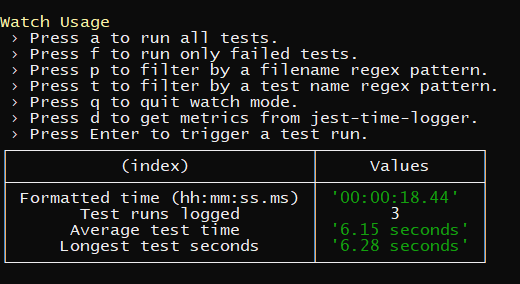 Watch Usage
› Press a to run all tests.
› Press f to run only failed tests.
› Press p to filter by a filename regex pattern.
› Press t to filter by a test name regex pattern.
› Press q to quit watch mode.
› Press d to get metrics from jest-time-logger.
› Press Enter to trigger a test run.
(index) Values
Formatted time (hh:mm:ss.ms) '00:00:18.44'
Test runs logged 3
Average test time '6.15 seconds'
Longest test seconds '6.28 seconds'